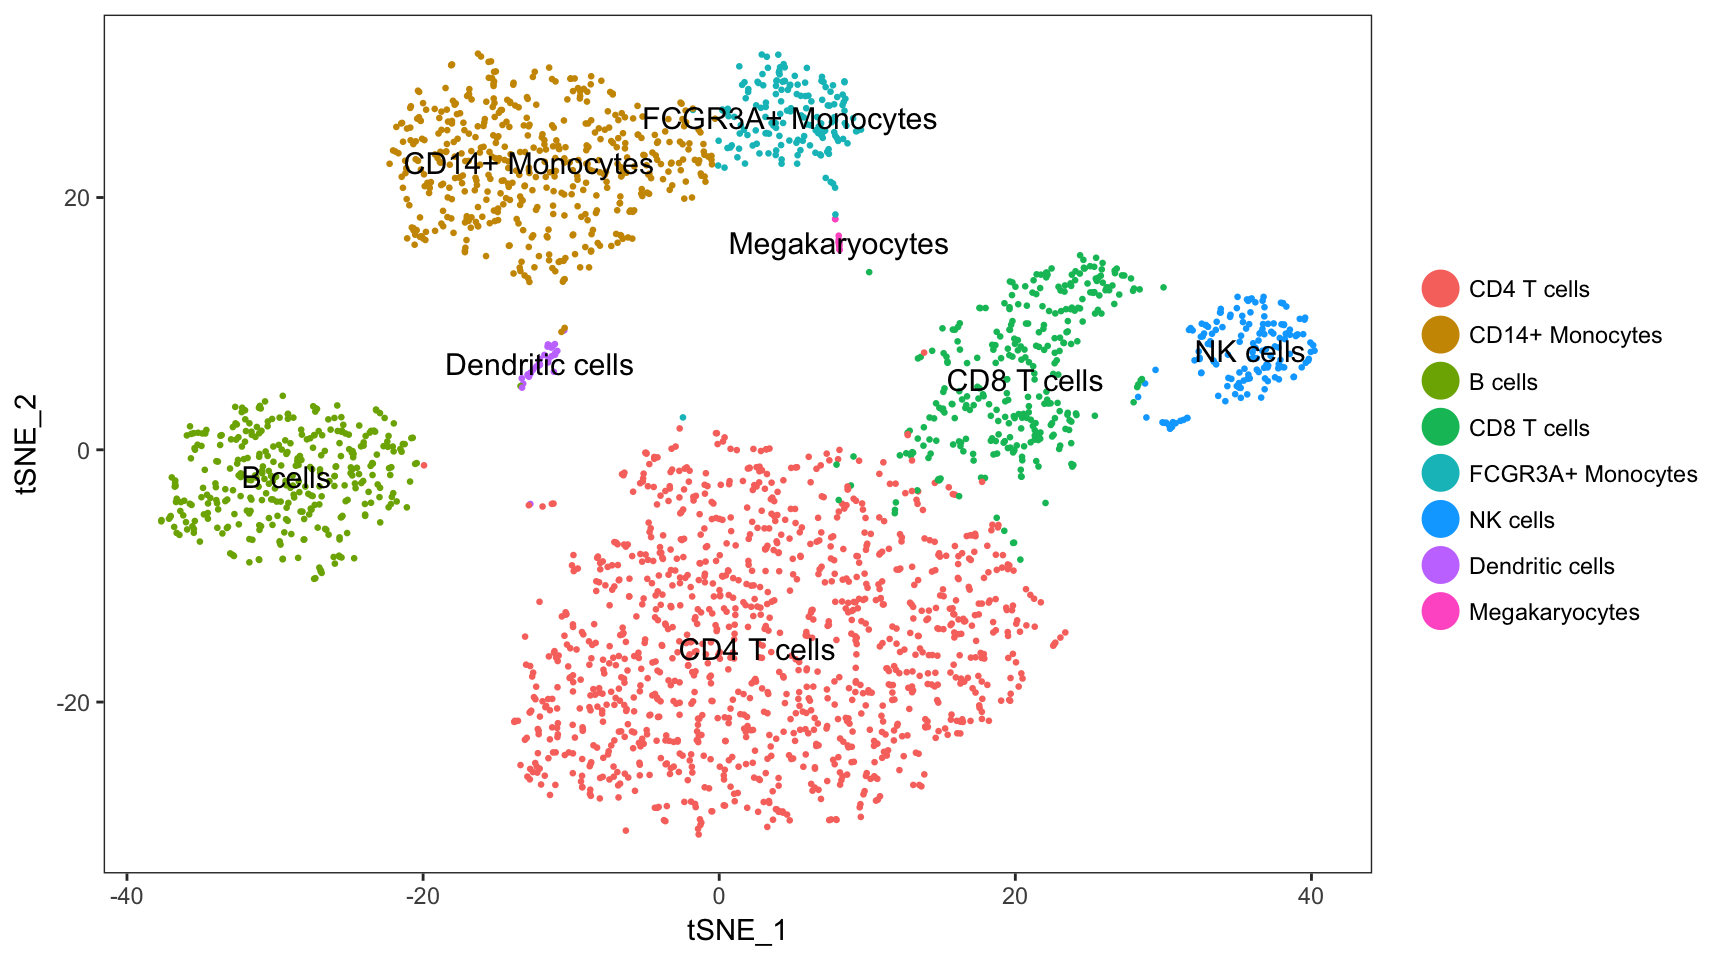 FCGR3A+ Monocytes
CD14+ Monocytes
20
Megakaryocytes
NK cells
Dendritic cells
CD8 T cells
0
B cells
CD4 T cells
-20
-40
-20
0
20
40
tSNE_1
tSNE_2
CD4 T cells
CD14+ Monocytes
B cells
CD8 T cells
FCGR3A+ Monocytes
NK cells
Dendritic cells
Megakaryocytes